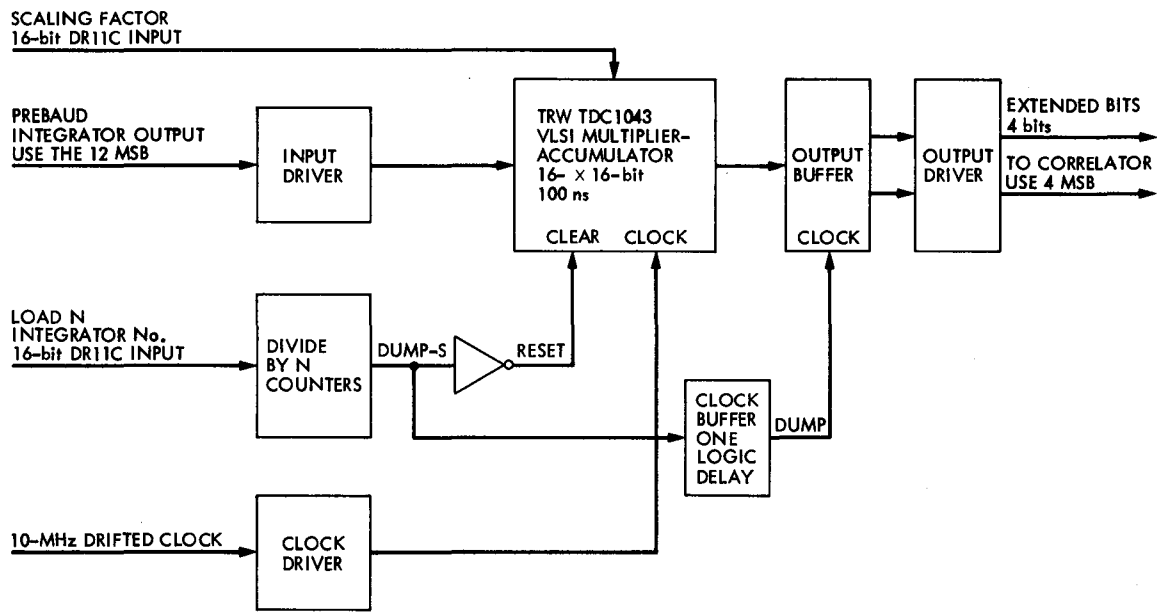 SCALING FACTOR
16-bit DR11C INPUT
PREBAUD
INTEGRATOR OUTPUT
USE THE 12 MSB
INPUT
DRIVER
TRW TDC1043
VLSI MULTIPLIER-
ACCUMULATOR
16- × 16-bit
100 ns
CLEAR CLOCK
OUTPUT
BUFFER
CLOCK
OUTPUT
DRIVER
EXTENDED BITS
4 bits
TO CORRELATOR
USE 4 MSB
LOAD N
INTEGRATOR No.
16-bit DR11C INPUT
DIVIDE
BY N
COUNTERS
DUMP-S
RESET
CLOCK
BUFFER
ONE
LOGIC
DELAY
DUMP
10-MHz DRIFTED CLOCK
CLOCK
DRIVER